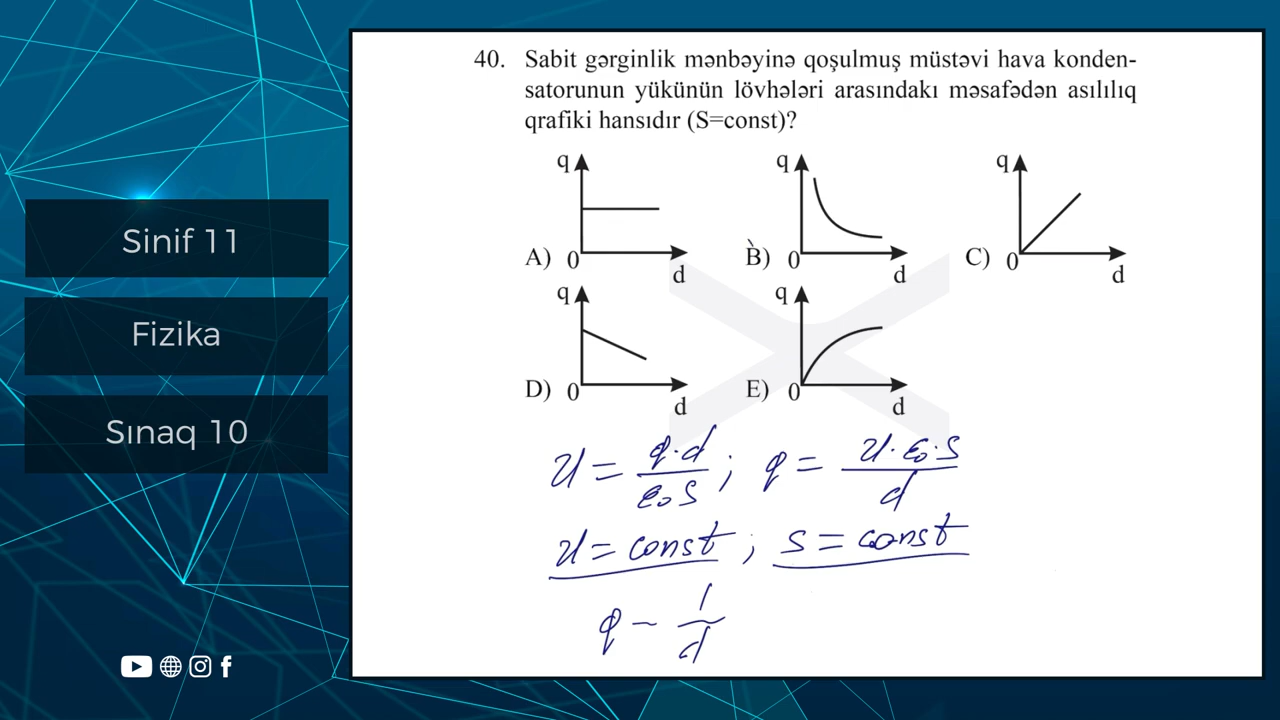 Sinif 11
Fizika
Sınaq 10
40. Sabit gərginlik mənbəyinə qoşulmuş müstəvi hava konden-
satorunun yükünün lövhələri arasındakı məsafədən asılılıq
qrafiki hansıdır (S=const)?
q q q
A) 0 d B) 0 d C) 0 d
q q
D) 0 d E) 0 d
U = q·d / ε₀S ; q = U·ε₀·S / d
U = const ; S = const
q ~ 1/d